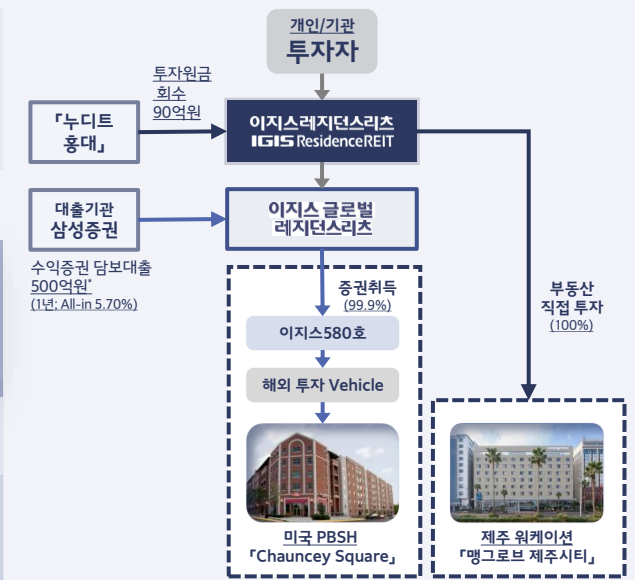 개인/기관
투자자
투자원금
회수
90억원
「누디트
홍대」
이지스레지던스리츠
IGIS ResidenceREIT
대출기관
삼성증권
이지스 글로벌
레지던스리츠
수익증권 담보대출
500억원*
(1년; All-in 5.70%)
증권취득
(99.9%)
부동산
직접 투자
(100%)
이지스580호
해외 투자 Vehicle
미국 PBSH
「Chauncey Square」
제주 워케이션
「맹그로브 제주시티」